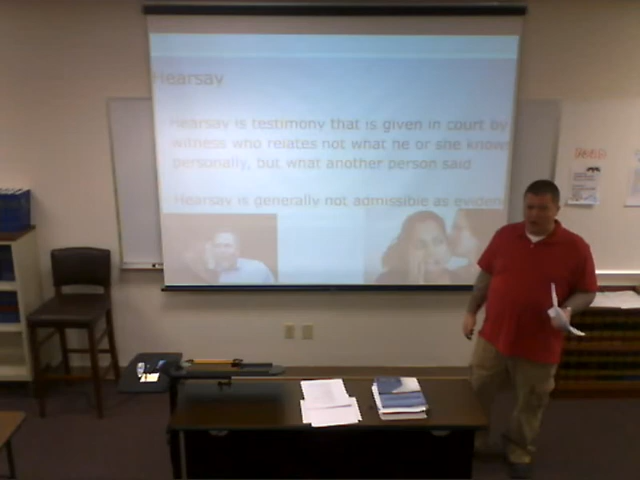 Hearsay
Hearsay is testimony that is given in court by
witness who relates not what he or she knows
personally, but what another person said
Hearsay is generally not admissible as evidence